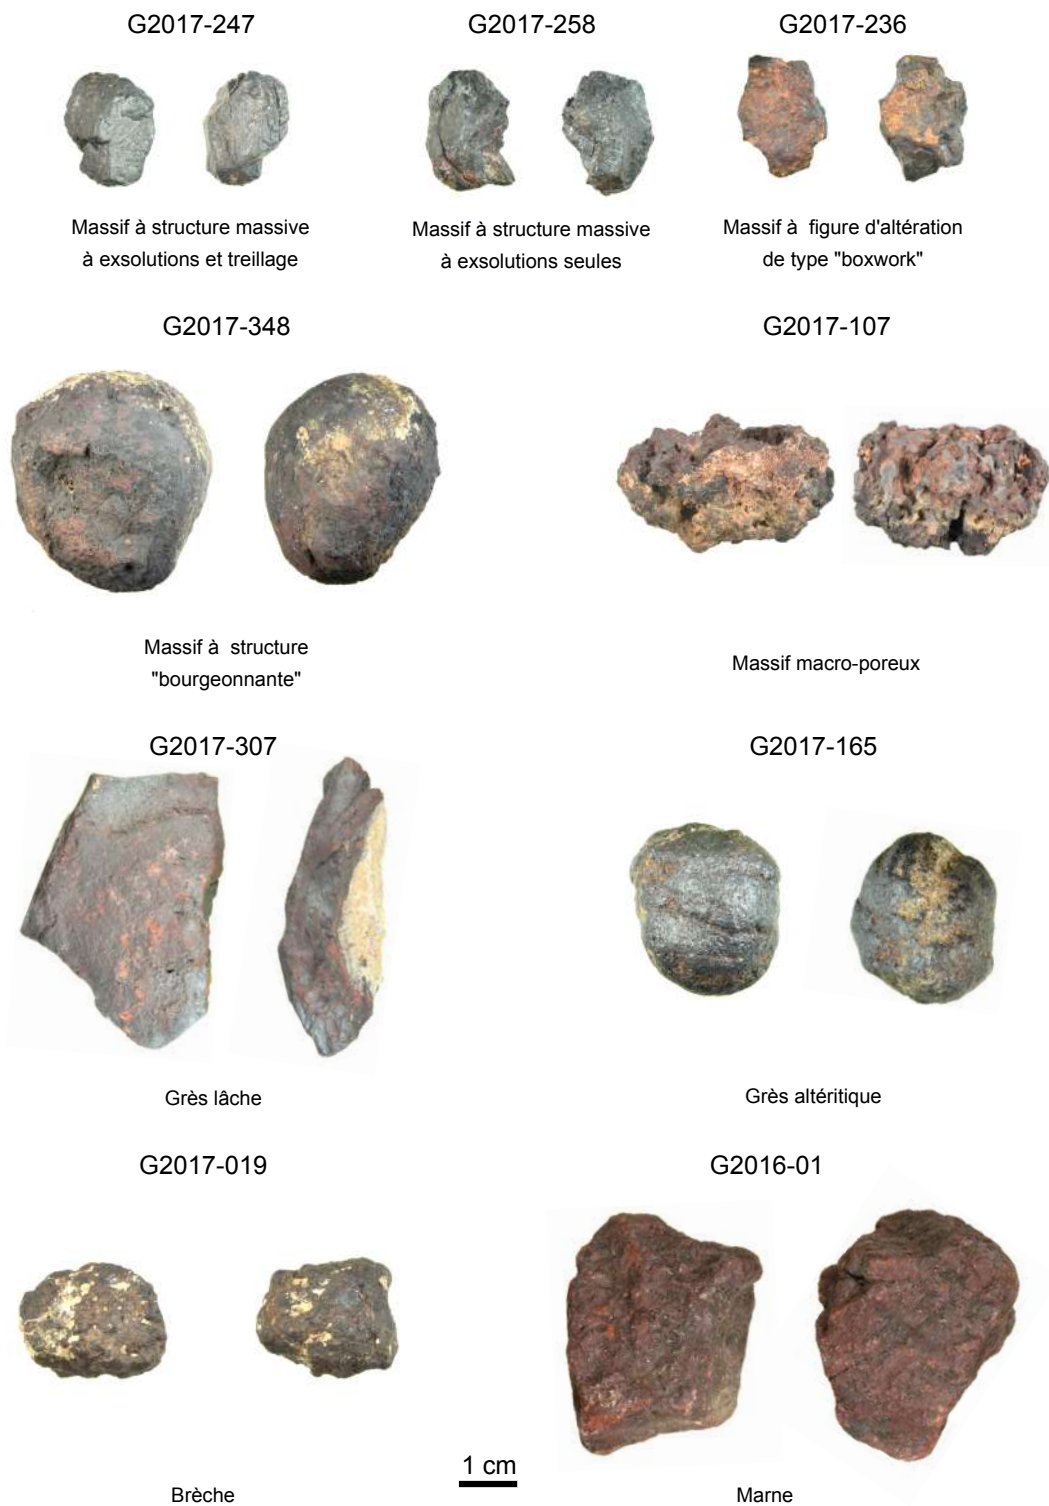 G2017-247
G2017-258
G2017-236
Massif à structure massive
à exsolutions et treillage
Massif à structure massive
à exsolutions seules
Massif à figure d'altération
de type "boxwork"
G2017-348
G2017-107
Massif à structure
"bourgeonnante"
Massif macro-poreux
G2017-307
G2017-165
Grès lâche
Grès altéritique
G2017-019
G2016-01
1 cm
Brèche
Marne